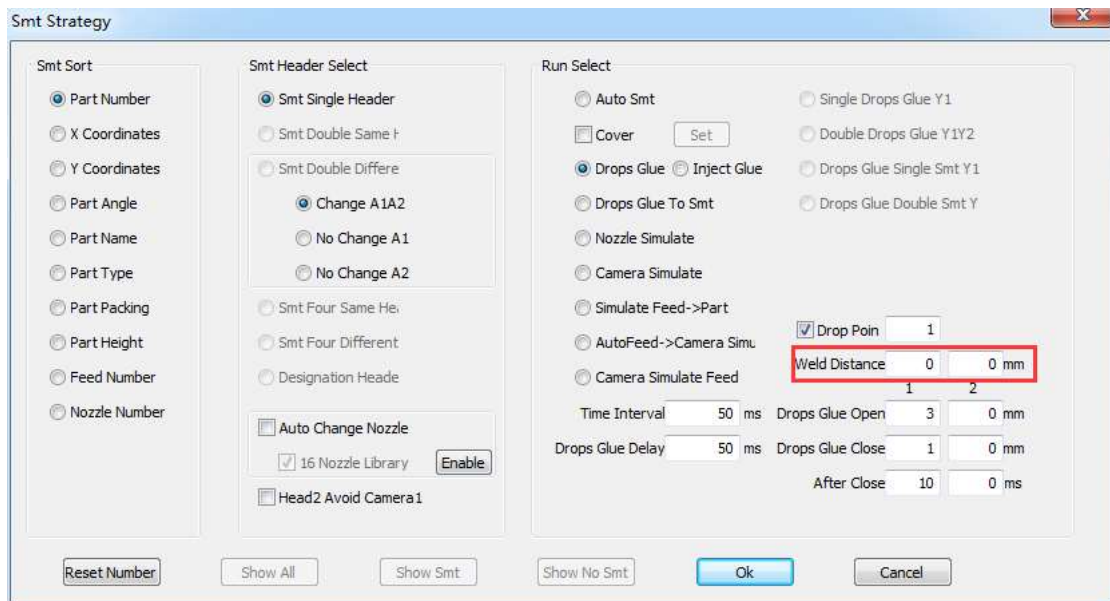 Smt Strategy
Smt Sort
Part Number
X Coordinates
Y Coordinates
Part Angle
Part Name
Part Type
Part Packing
Part Height
Feed Number
Nozzle Number
Smt Header Select
Smt Single Header
Smt Double Same H
Smt Double Differe
Change A1A2
No Change A1
No Change A2
Smt Four Same He
Smt Four Different
Designation Heade
Auto Change Nozzle
16 Nozzle Library Enable
Head2 Avoid Camera1
Run Select
Auto Smt
Cover Set
Drops Glue Inject Glue
Drops Glue To Smt
Nozzle Simulate
Camera Simulate
Simulate Feed->Part
AutoFeed->Camera Simu
Camera Simulate Feed
Time Interval 50 ms
Drops Glue Delay 50 ms
Single Drops Glue Y1
Double Drops Glue Y1Y2
Drops Glue Single Smt Y1
Drops Glue Double Smt Y
Drop Poin 1
Weld Distance 0 0 mm
1 2
Drops Glue Open 3 0 mm
Drops Glue Close 1 0 mm
After Close 10 0 ms
Reset Number Show All Show Smt Show No Smt Ok Cancel